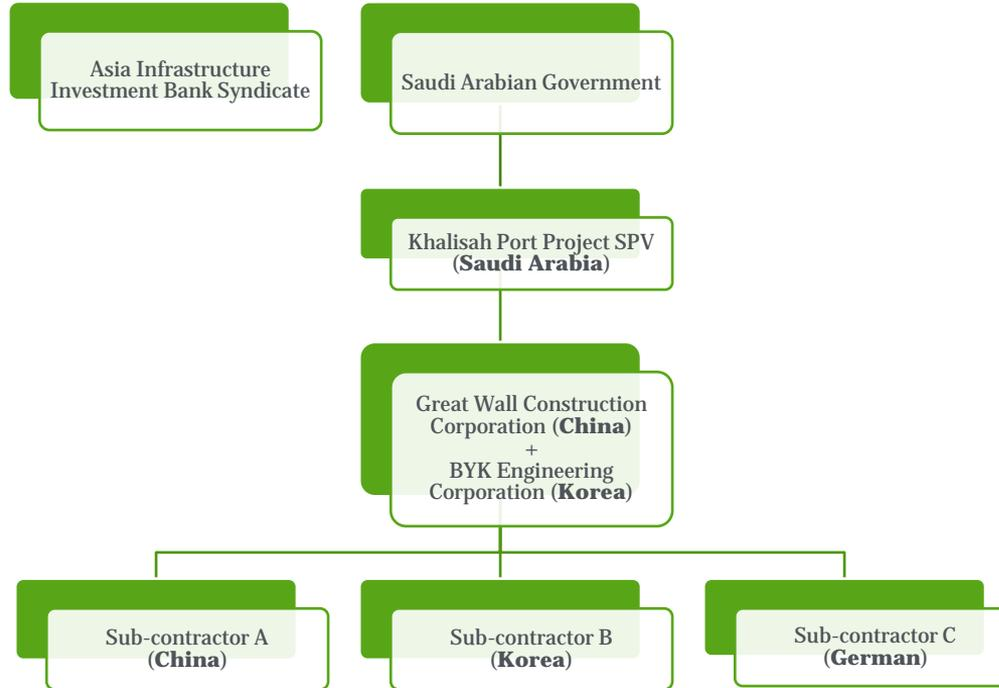 Asia Infrastructure
Investment Bank Syndicate
Saudi Arabian Government
Khalisah Port Project SPV
(Saudi Arabia)
Great Wall Construction
Corporation (China)
+
BYK Engineering
Corporation (Korea)
Sub-contractor A
(China)
Sub-contractor B
(Korea)
Sub-contractor C
(German)